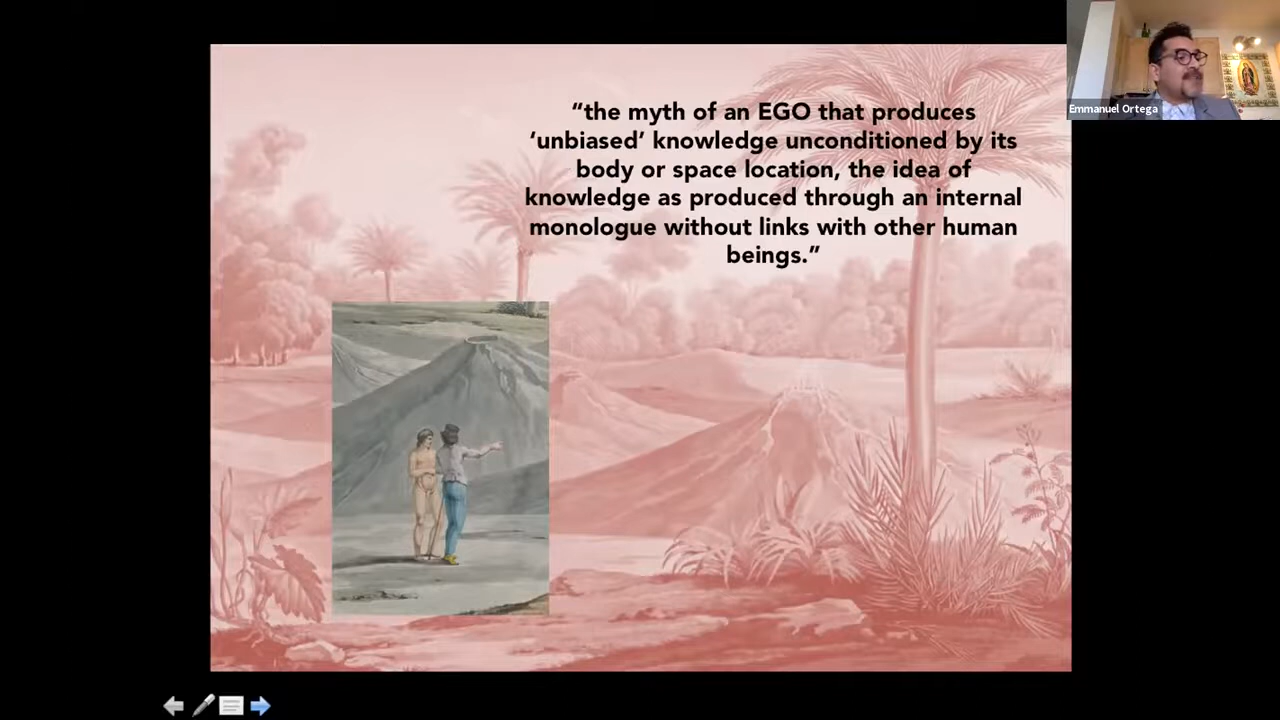 “the myth of an EGO that produces
‘unbiased’ knowledge unconditioned by its
body or space location, the idea of
knowledge as produced through an internal
monologue without links with other human
beings.”
Emmanuel Ortega